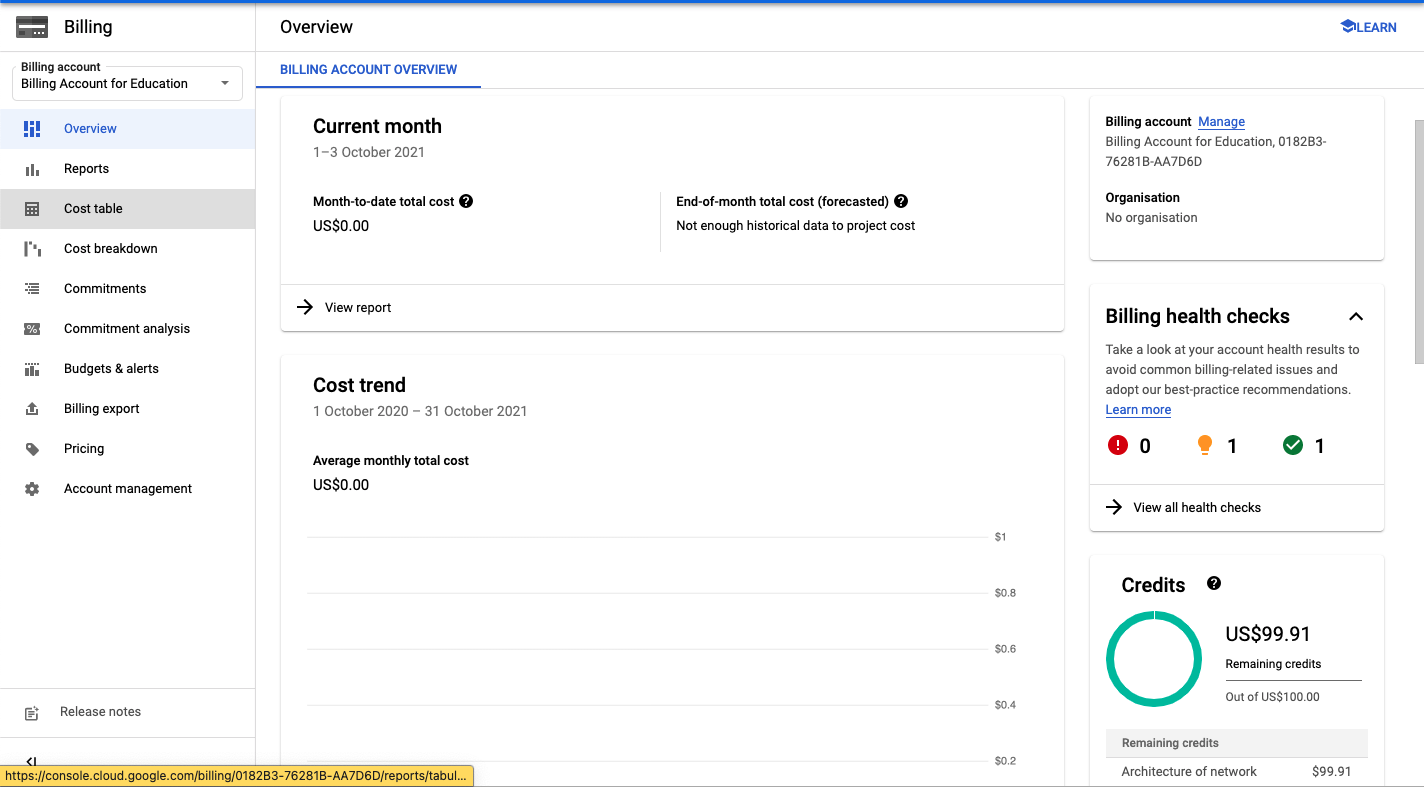 Billing
Overview
LEARN
Billing account
Billing Account for Education
BILLING ACCOUNT OVERVIEW
Overview
Reports
Cost table
Cost breakdown
Commitments
Commitment analysis
Budgets & alerts
Billing export
Pricing
Account management
Release notes
https://console.cloud.google.com/billing/0182B3-76281B-AA7D6D/reports/tabul...
Current month
1–3 October 2021
Month-to-date total cost ?
US$0.00
End-of-month total cost (forecasted) ?
Not enough historical data to project cost
View report
Cost trend
1 October 2020 – 31 October 2021
Average monthly total cost
US$0.00
$1
$0.8
$0.6
$0.4
$0.2
Billing account Manage
Billing Account for Education, 0182B3-
76281B-AA7D6D
Organisation
No organisation
Billing health checks
Take a look at your account health results to
avoid common billing-related issues and
adopt our best-practice recommendations.
Learn more
0 1 1
View all health checks
Credits ?
US$99.91
Remaining credits
Out of US$100.00
Remaining credits
Architecture of network $99.91